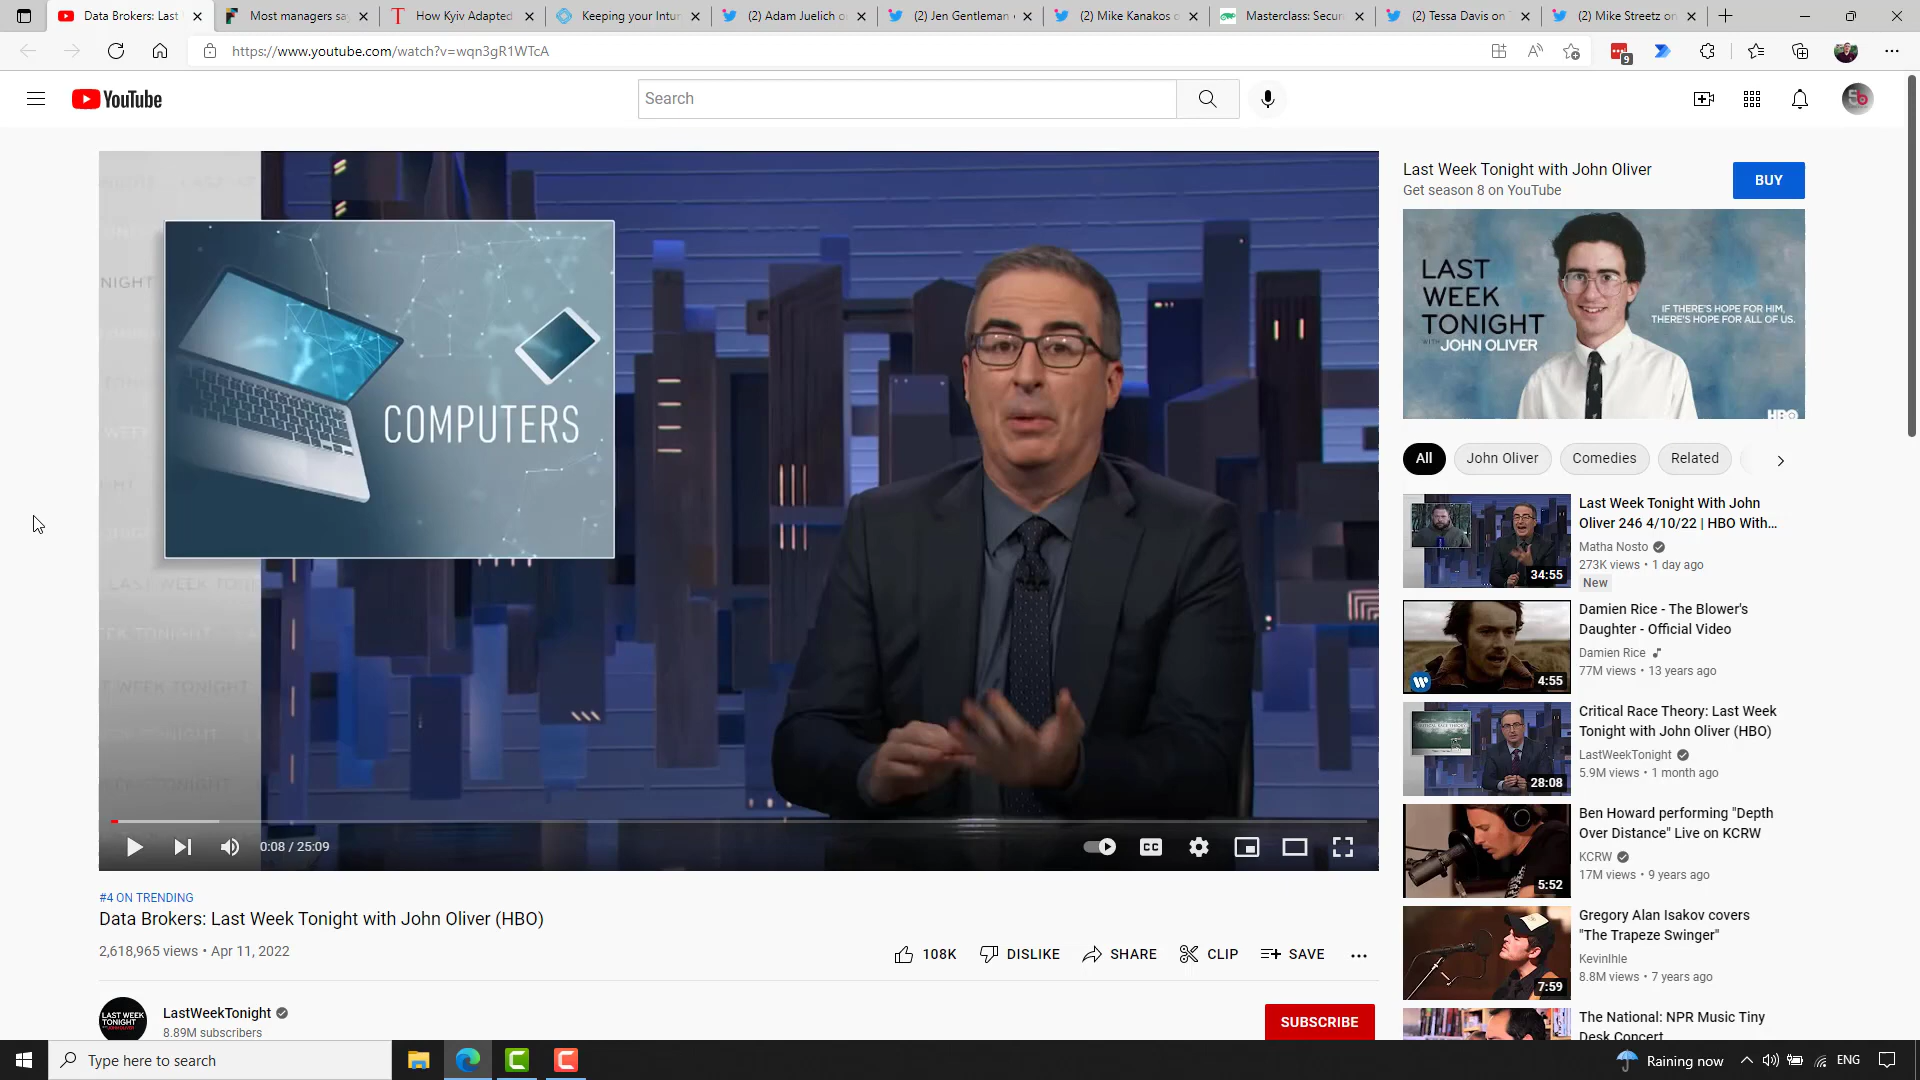 Data Brokers: Last
Most managers sa
How Kyiv Adapted
Keeping your Intun
(2) Adam Juelich o
(2) Jen Gentleman
(2) Mike Kanakos o
Masterclass: Secur
(2) Tessa Davis on
(2) Mike Streetz on
https://www.youtube.com/watch?v=wqn3gR1WTcA
9
YouTube
Search
COMPUTERS
0:08 / 25:09
CC
#4 ON TRENDING
Data Brokers: Last Week Tonight with John Oliver (HBO)
2,618,965 views • Apr 11, 2022
108K
DISLIKE
SHARE
CLIP
SAVE
LAST WEEK
TONIGHT
LastWeekTonight
8.89M subscribers
SUBSCRIBE
Last Week Tonight with John Oliver
Get season 8 on YouTube
BUY
LAST
WEEK
TONIGHT
WITH JOHN OLIVER
IF THERE'S HOPE FOR HIM,
THERE'S HOPE FOR ALL OF US.
HBO
All
John Oliver
Comedies
Related
34:55
Last Week Tonight With John
Oliver 246 4/10/22 | HBO With...
Matha Nosto
273K views • 1 day ago
New
4:55
Damien Rice - The Blower's
Daughter - Official Video
Damien Rice
77M views • 13 years ago
28:08
Critical Race Theory: Last Week
Tonight with John Oliver (HBO)
LastWeekTonight
5.9M views • 1 month ago
5:52
Ben Howard performing "Depth
Over Distance" Live on KCRW
KCRW
17M views • 9 years ago
7:59
Gregory Alan Isakov covers
"The Trapeze Swinger"
KevinIhle
8.8M views • 7 years ago
The National: NPR Music Tiny
Desk Concert
Type here to search
Raining now
ENG